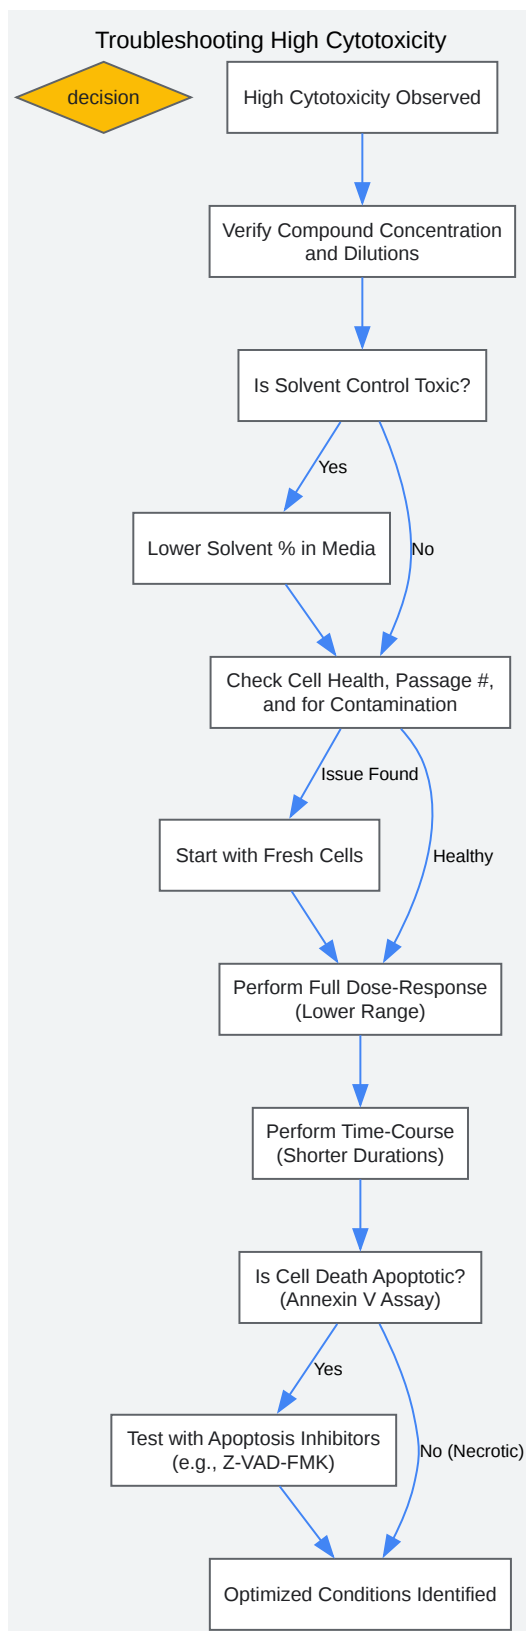 Troubleshooting High Cytotoxicity
decision
High Cytotoxicity Observed
Verify Compound Concentration
and Dilutions
Is Solvent Control Toxic?
Yes
Lower Solvent % in Media
No
Check Cell Health, Passage #,
and for Contamination
Issue Found
Start with Fresh Cells
Healthy
Perform Full Dose-Response
(Lower Range)
Perform Time-Course
(Shorter Durations)
Is Cell Death Apoptotic?
(Annexin V Assay)
Yes
Test with Apoptosis Inhibitors
(e.g., Z-VAD-FMK)
No (Necrotic)
Optimized Conditions Identified